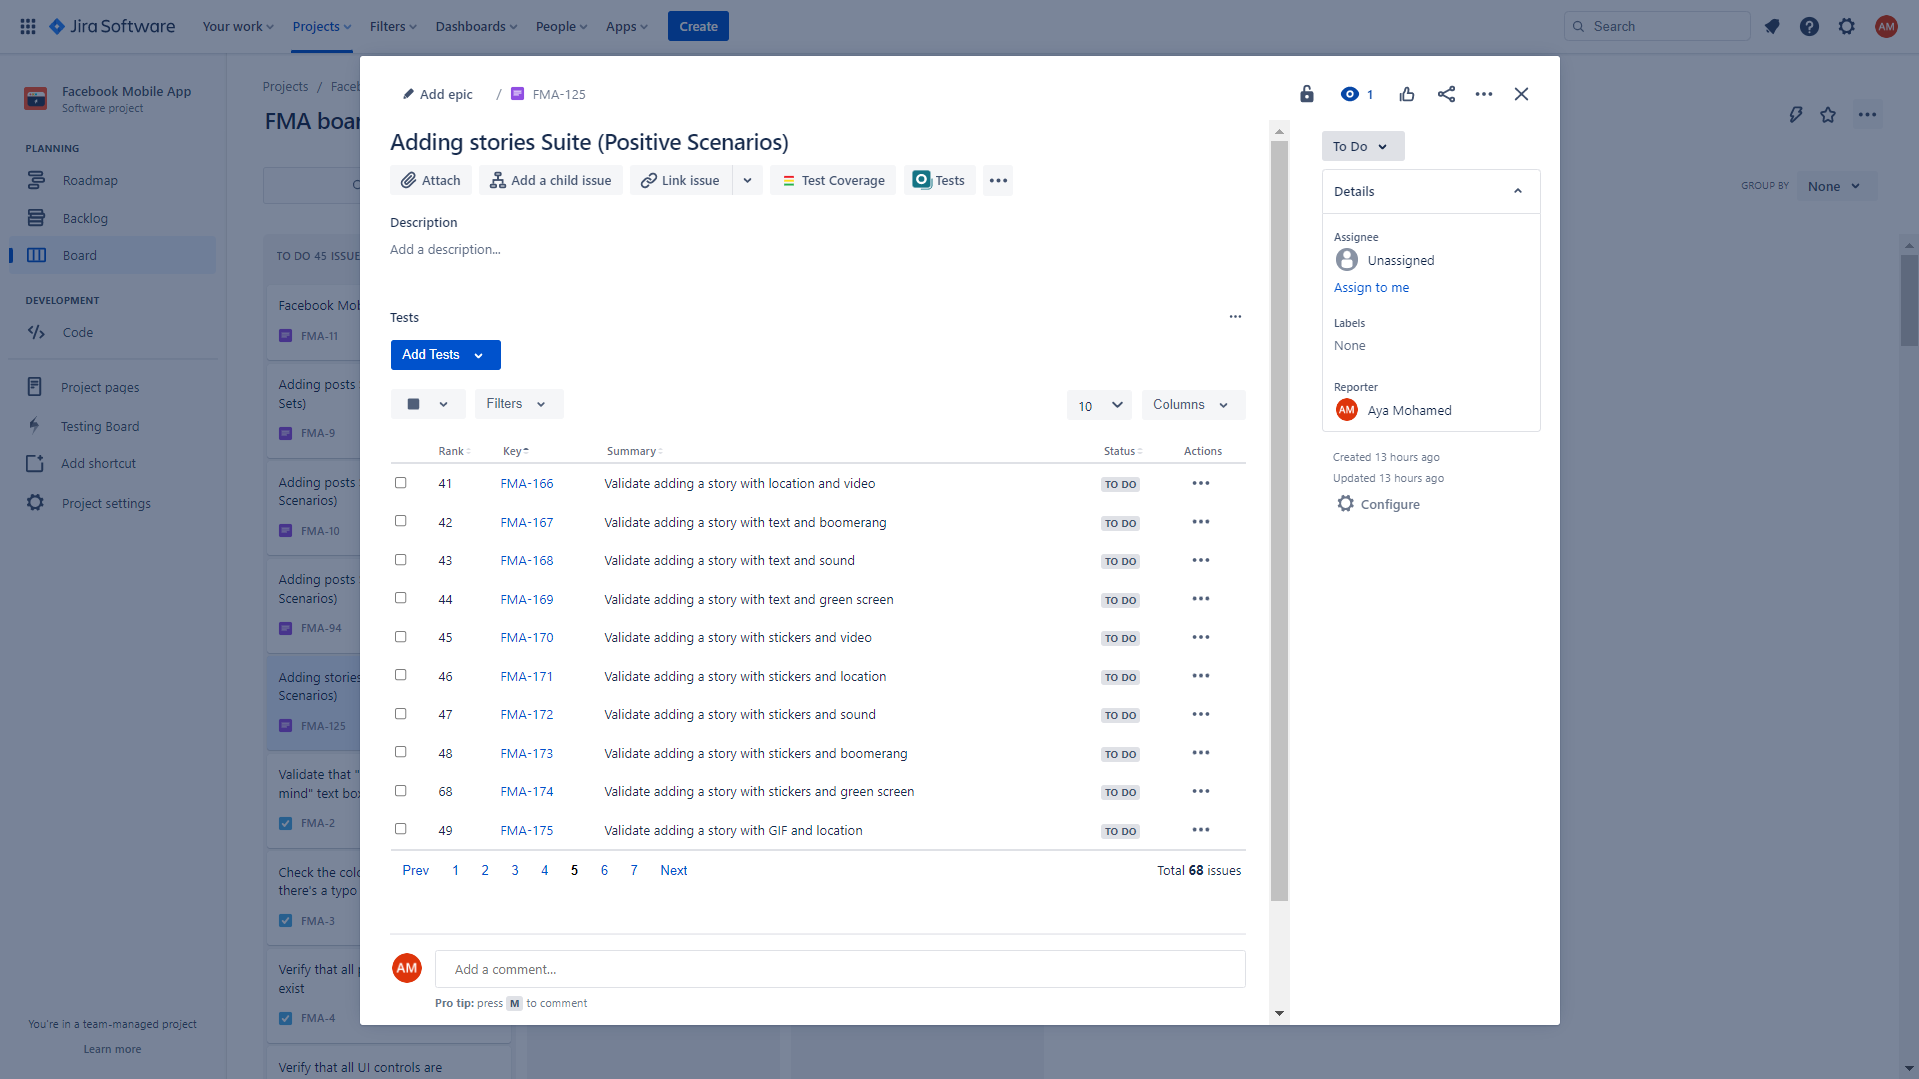 Jira Software Your work Projects Filters Dashboards People Apps Create Search AM
Facebook Mobile App
Software project
PLANNING
Roadmap
Backlog
Board
DEVELOPMENT
Code
Project pages
Testing Board
Add shortcut
Project settings
You're in a team-managed project
Learn more
Projects /
FMA
GROUP BY None
TO DO 45
Facebook
FMA-11
Adding posts
Sets)
FMA-9
Adding posts
Scenarios)
FMA-10
Adding posts
Scenarios)
FMA-94
Adding stories
Scenarios)
FMA-125
Validate that "
mind" text
FMA-2
Check the
there's a typo
FMA-3
Verify that all
exist
FMA-4
Verify that all UI controls are
Add epic / FMA-125
1
Adding stories Suite (Positive Scenarios)
Attach Add a child issue Link issue Test Coverage Tests
Description
Add a description...
Tests
Add Tests
Filters 10 Columns
Rank Key Summary Status Actions
41 FMA-166 Validate adding a story with location and video TO DO
42 FMA-167 Validate adding a story with text and boomerang TO DO
43 FMA-168 Validate adding a story with text and sound TO DO
44 FMA-169 Validate adding a story with text and green screen TO DO
45 FMA-170 Validate adding a story with stickers and video TO DO
46 FMA-171 Validate adding a story with stickers and location TO DO
47 FMA-172 Validate adding a story with stickers and sound TO DO
48 FMA-173 Validate adding a story with stickers and boomerang TO DO
68 FMA-174 Validate adding a story with stickers and green screen TO DO
49 FMA-175 Validate adding a story with GIF and location TO DO
Prev 1 2 3 4 5 6 7 Next Total 68 issues
AM Add a comment...
Pro tip: press M to comment
To Do
Details
Assignee
Unassigned
Assign to me
Labels
None
Reporter
AM Aya Mohamed
Created 13 hours ago
Updated 13 hours ago
Configure